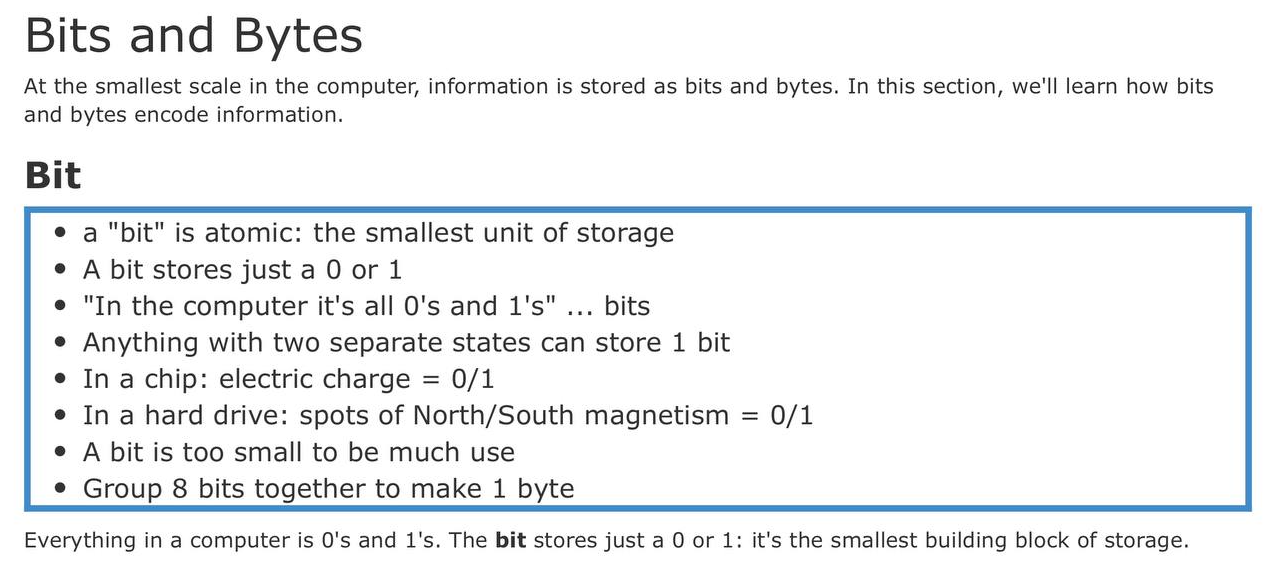 Bits and Bytes
At the smallest scale in the computer, information is stored as bits and bytes. In this section, we'll learn how bits
and bytes encode information.
Bit
• a "bit" is atomic: the smallest unit of storage
• A bit stores just a 0 or 1
• "In the computer it's all 0's and 1's" ... bits
• Anything with two separate states can store 1 bit
• In a chip: electric charge = 0/1
• In a hard drive: spots of North/South magnetism = 0/1
• A bit is too small to be much use
• Group 8 bits together to make 1 byte
Everything in a computer is 0's and 1's. The bit stores just a 0 or 1: it's the smallest building block of storage.